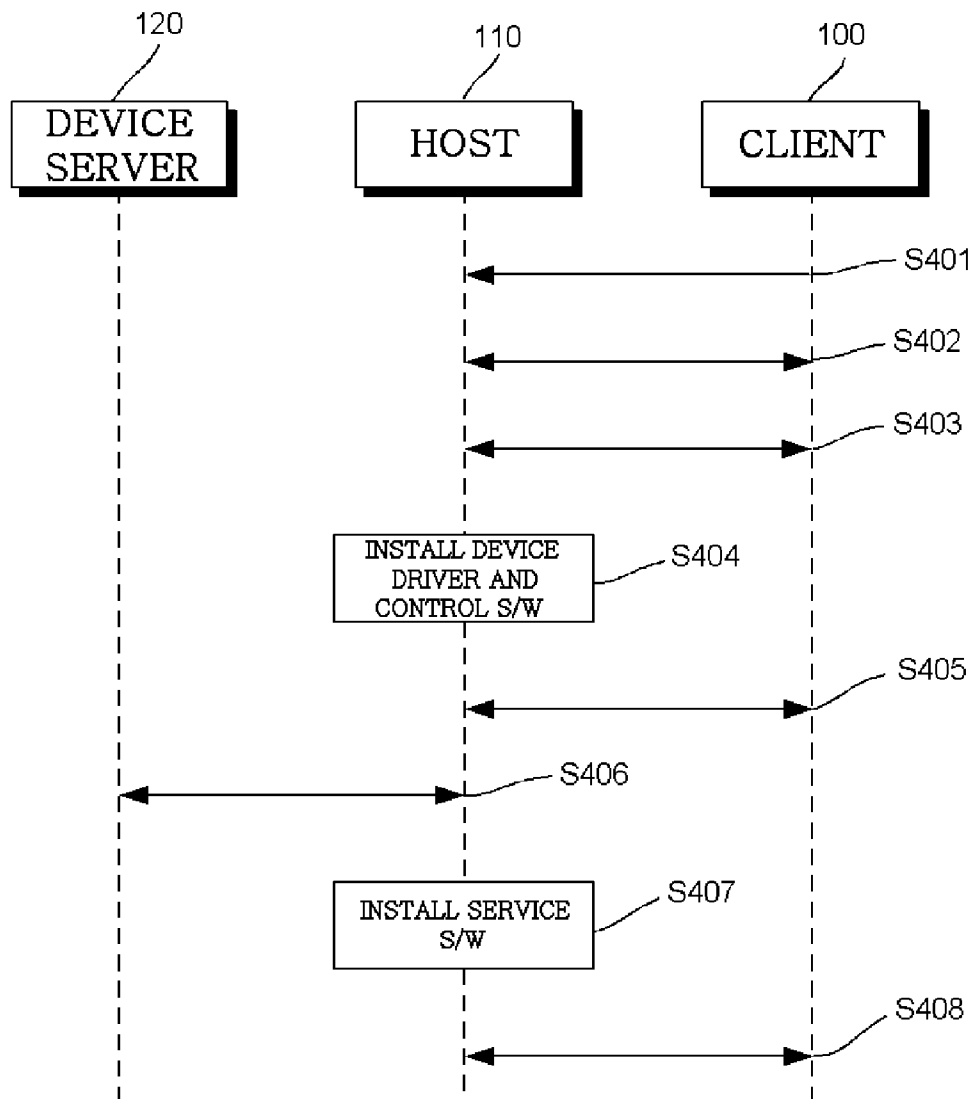 120
110
100
DEVICE
SERVER
HOST
CLIENT
S401
S402
S403
INSTALL DEVICE
DRIVER AND
CONTROL S/W
S404
S405
S406
INSTALL SERVICE
S/W
S407
S408